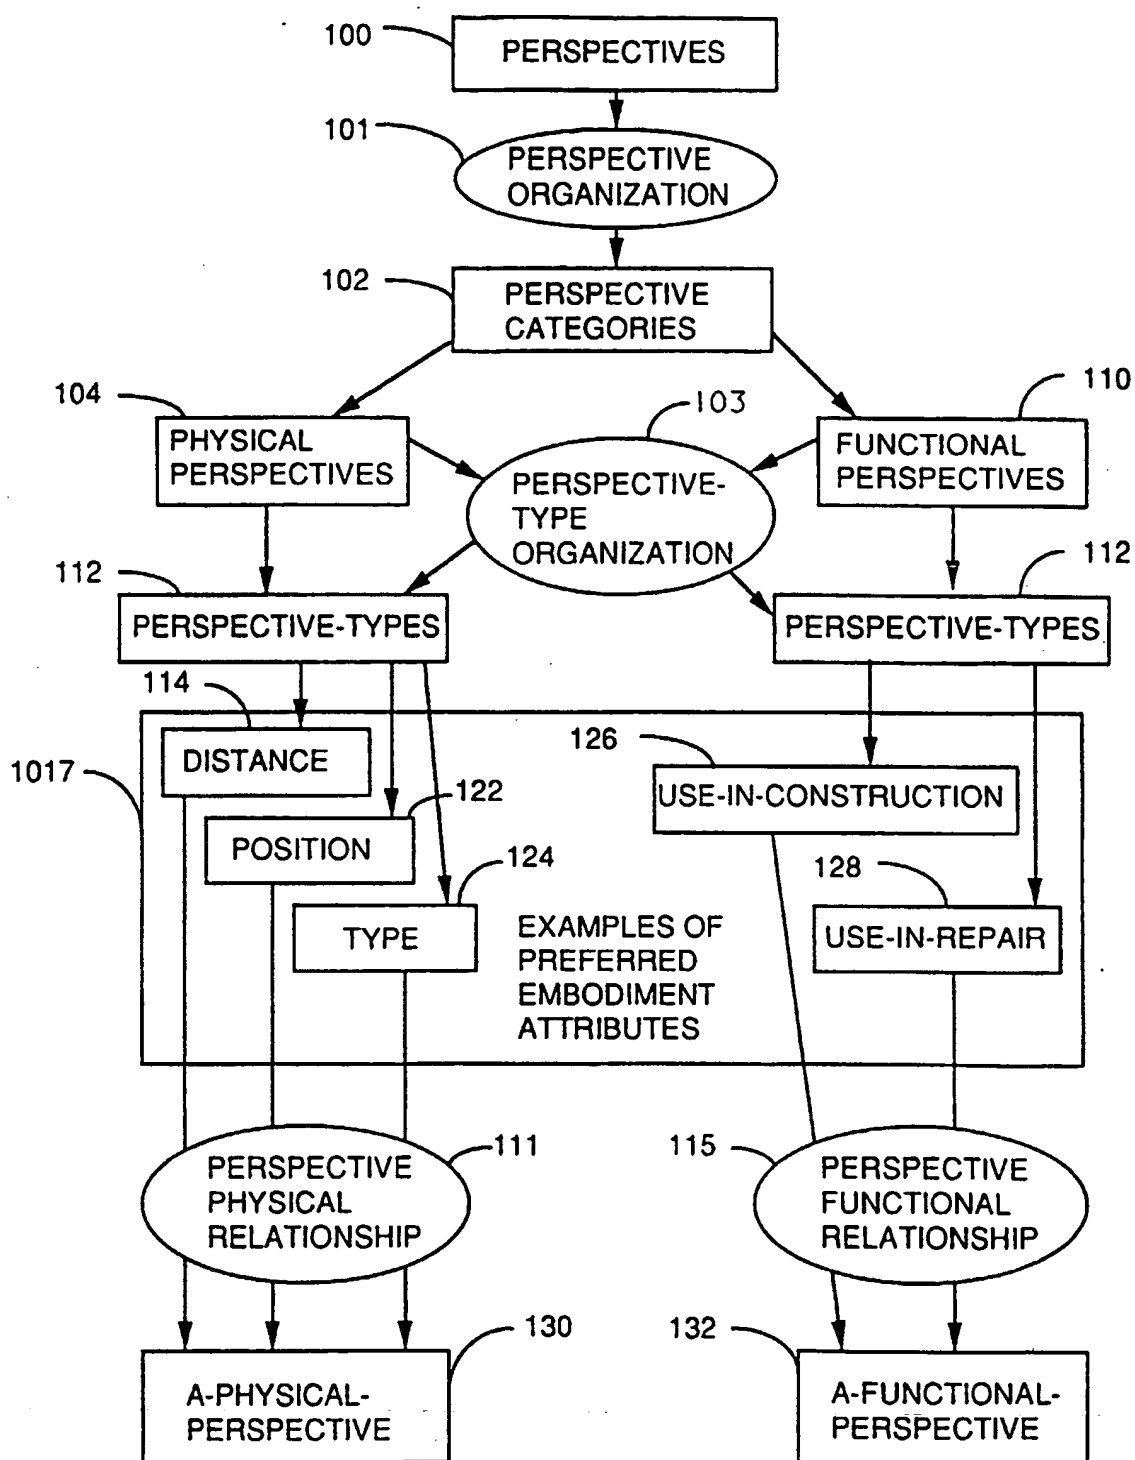 100
PERSPECTIVES
101
PERSPECTIVE
ORGANIZATION
102
PERSPECTIVE
CATEGORIES
104
PHYSICAL
PERSPECTIVES
103
PERSPECTIVE-
TYPE
ORGANIZATION
110
FUNCTIONAL
PERSPECTIVES
112
PERSPECTIVE-TYPES
112
PERSPECTIVE-TYPES
1017
114
DISTANCE
122
POSITION
124
TYPE
EXAMPLES OF
PREFERRED
EMBODIMENT
ATTRIBUTES
126
USE-IN-CONSTRUCTION
128
USE-IN-REPAIR
111
PERSPECTIVE
PHYSICAL
RELATIONSHIP
115
PERSPECTIVE
FUNCTIONAL
RELATIONSHIP
130
A-PHYSICAL-
PERSPECTIVE
132
A-FUNCTIONAL-
PERSPECTIVE